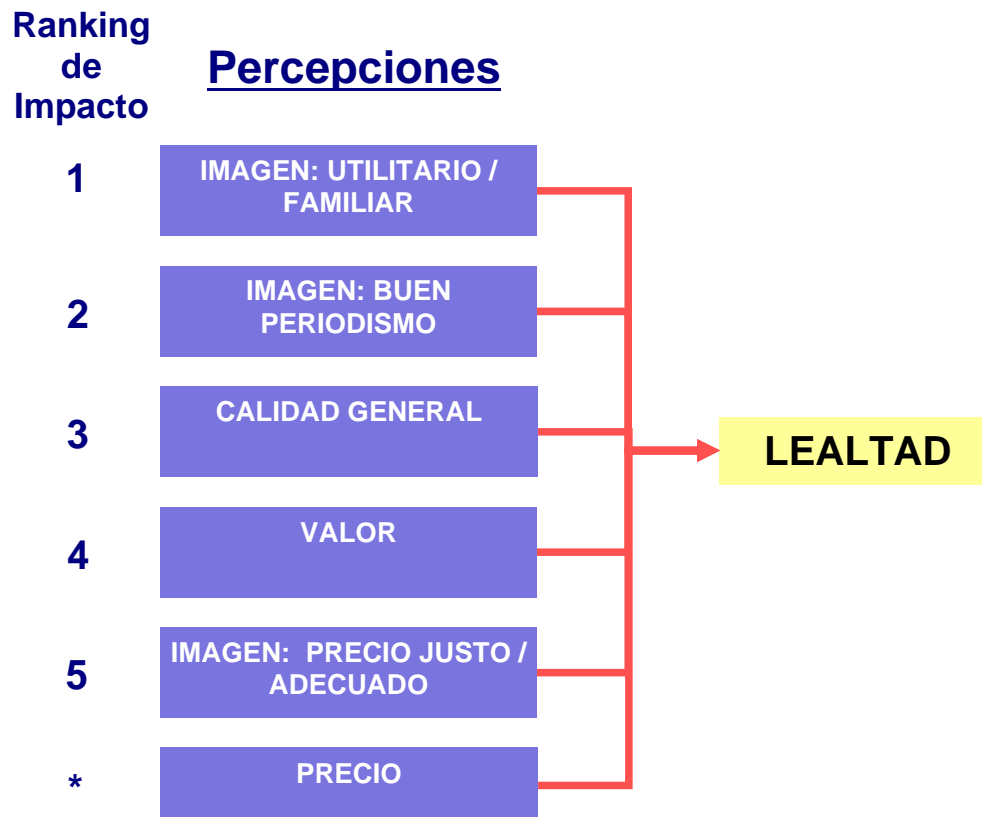 Ranking
de
Impacto
Percepciones
1
IMAGEN: UTILITARIO /
FAMILIAR
2
IMAGEN: BUEN
PERIODISMO
3
CALIDAD GENERAL
LEALTAD
4
VALOR
5
IMAGEN: PRECIO JUSTO /
ADECUADO
*
PRECIO